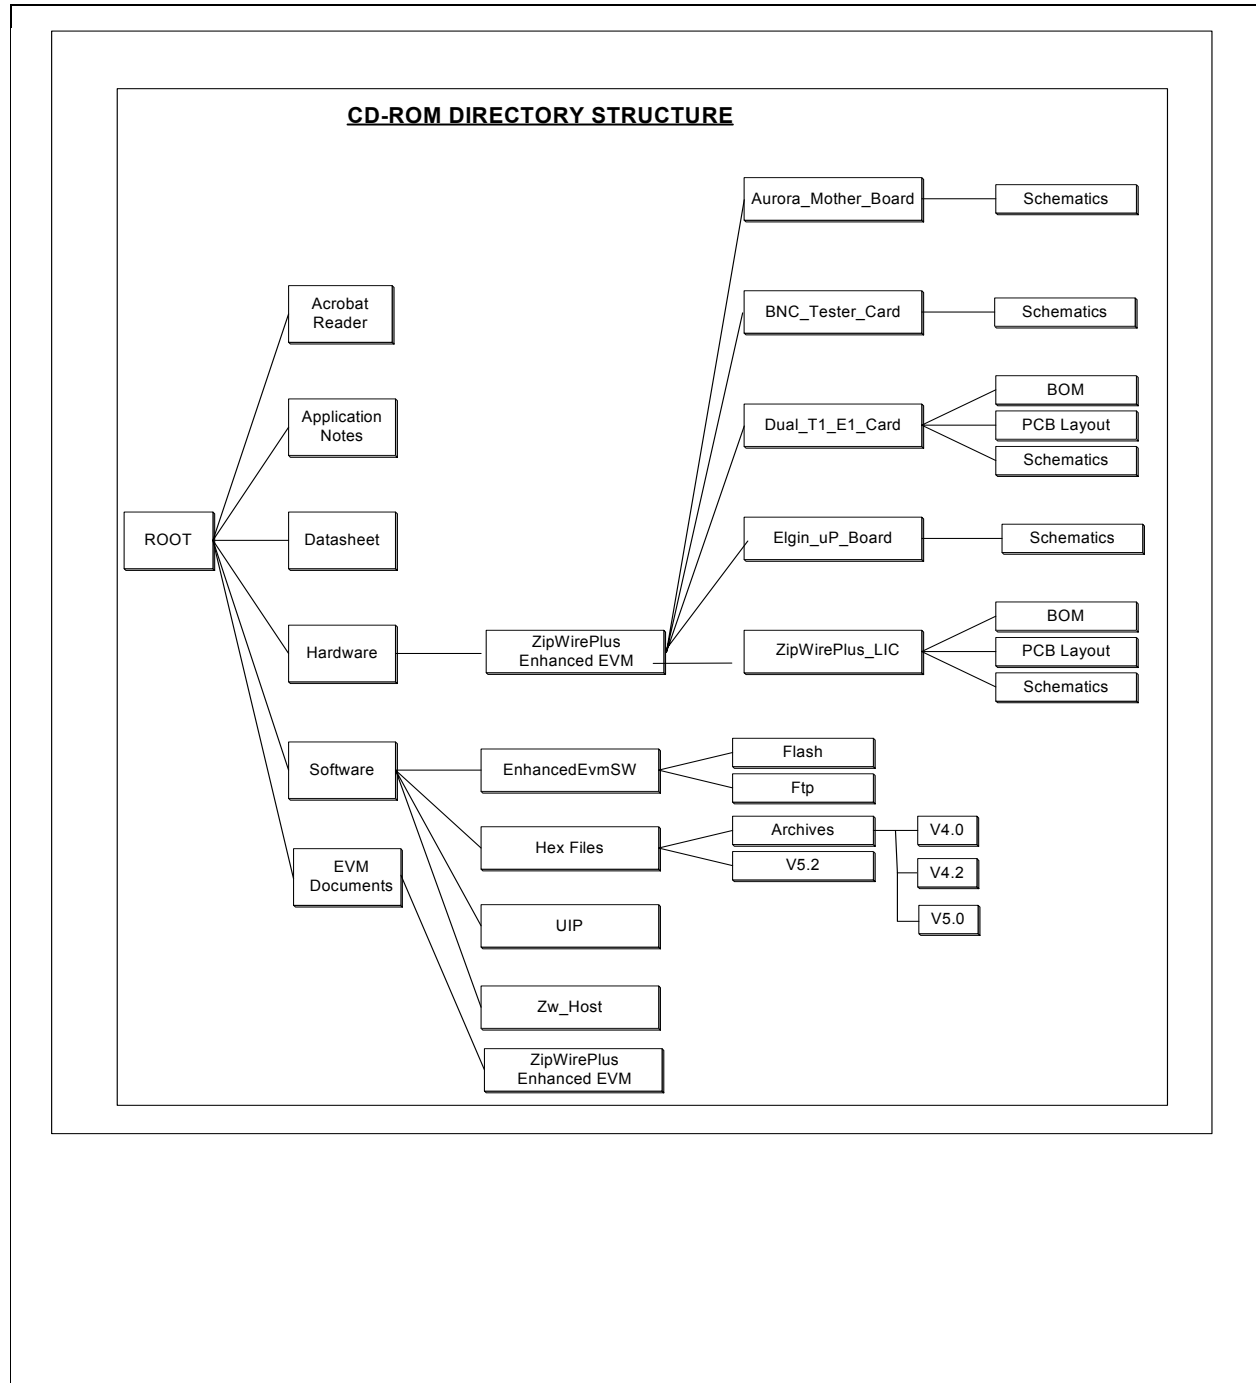 CD-ROM DIRECTORY STRUCTURE
Aurora_Mother_Board
Schematics
Acrobat
Reader
BNC_Tester_Card
Schematics
Application
Notes
Dual_T1_E1_Card
BOM
PCB Layout
Schematics
ROOT
Datasheet
Elgin_uP_Board
Schematics
Hardware
ZipWirePlus
Enhanced EVM
ZipWirePlus_LIC
BOM
PCB Layout
Schematics
Software
EnhancedEvmSW
Flash
Ftp
Hex Files
Archives
V5.2
V4.0
V4.2
V5.0
EVM
Documents
UIP
Zw_Host
ZipWirePlus
Enhanced EVM